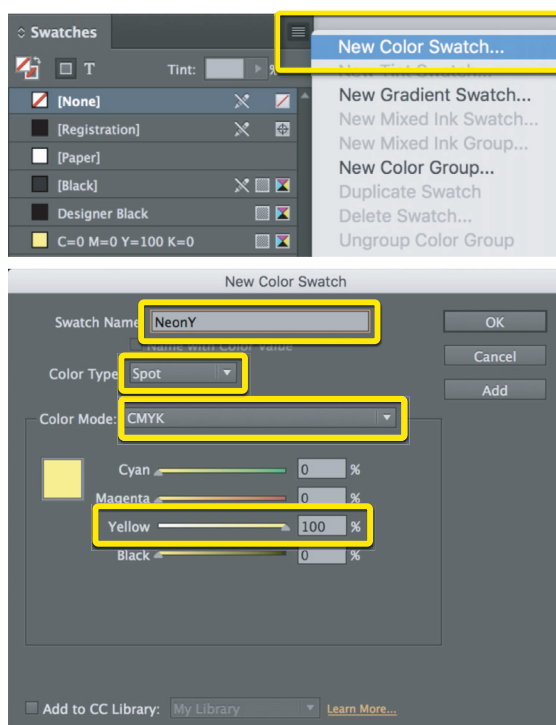 Swatches
New Color Swatch...
T Tint: %
New Tint Swatch...
[None]
New Gradient Swatch...
New Mixed Ink Swatch...
[Registration]
New Mixed Ink Group...
[Paper]
New Color Group...
[Black]
Duplicate Swatch
Designer Black
Delete Swatch...
C=0 M=0 Y=100 K=0
Ungroup Color Group
New Color Swatch
Swatch Name NeonY
OK
Name with Color Value
Cancel
Color Type Spot
Add
Color Mode: CMYK
Cyan 0 %
Magenta 0 %
Yellow 100 %
Black 0 %
Add to CC Library: My Library Learn More...